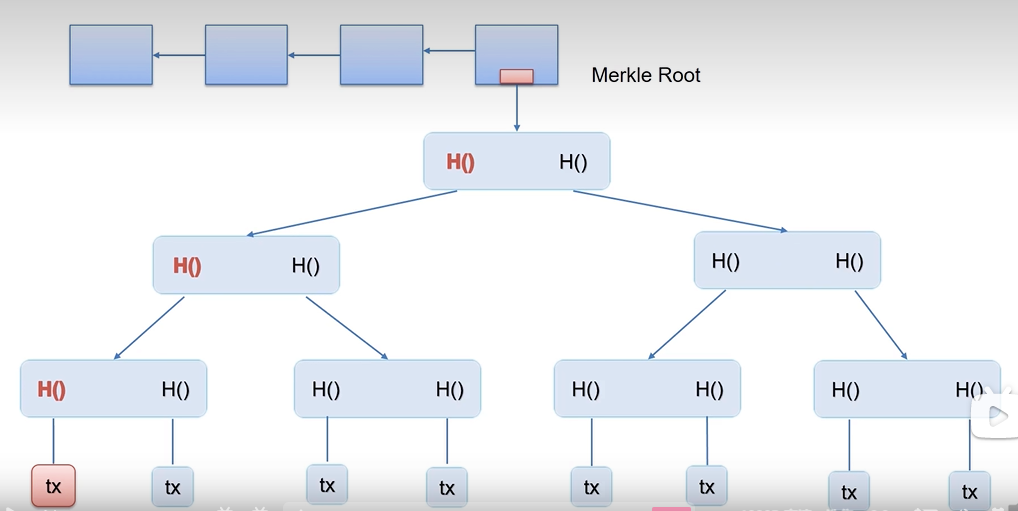 Merkle Root
H() H()
H() H() H() H()
H() H() H() H() H() H() H() H()
tx tx tx tx tx tx tx tx